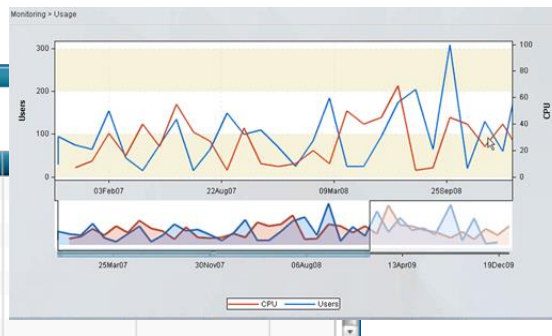 Monitoring > Usage
300
200
100
0
Users
100
80
60
40
20
0
CPU
03Feb07 22Aug07 09Mar08 25Sep08
25Mar07 30Nov07 06Aug08 13Apr09 19Dec09
CPU Users